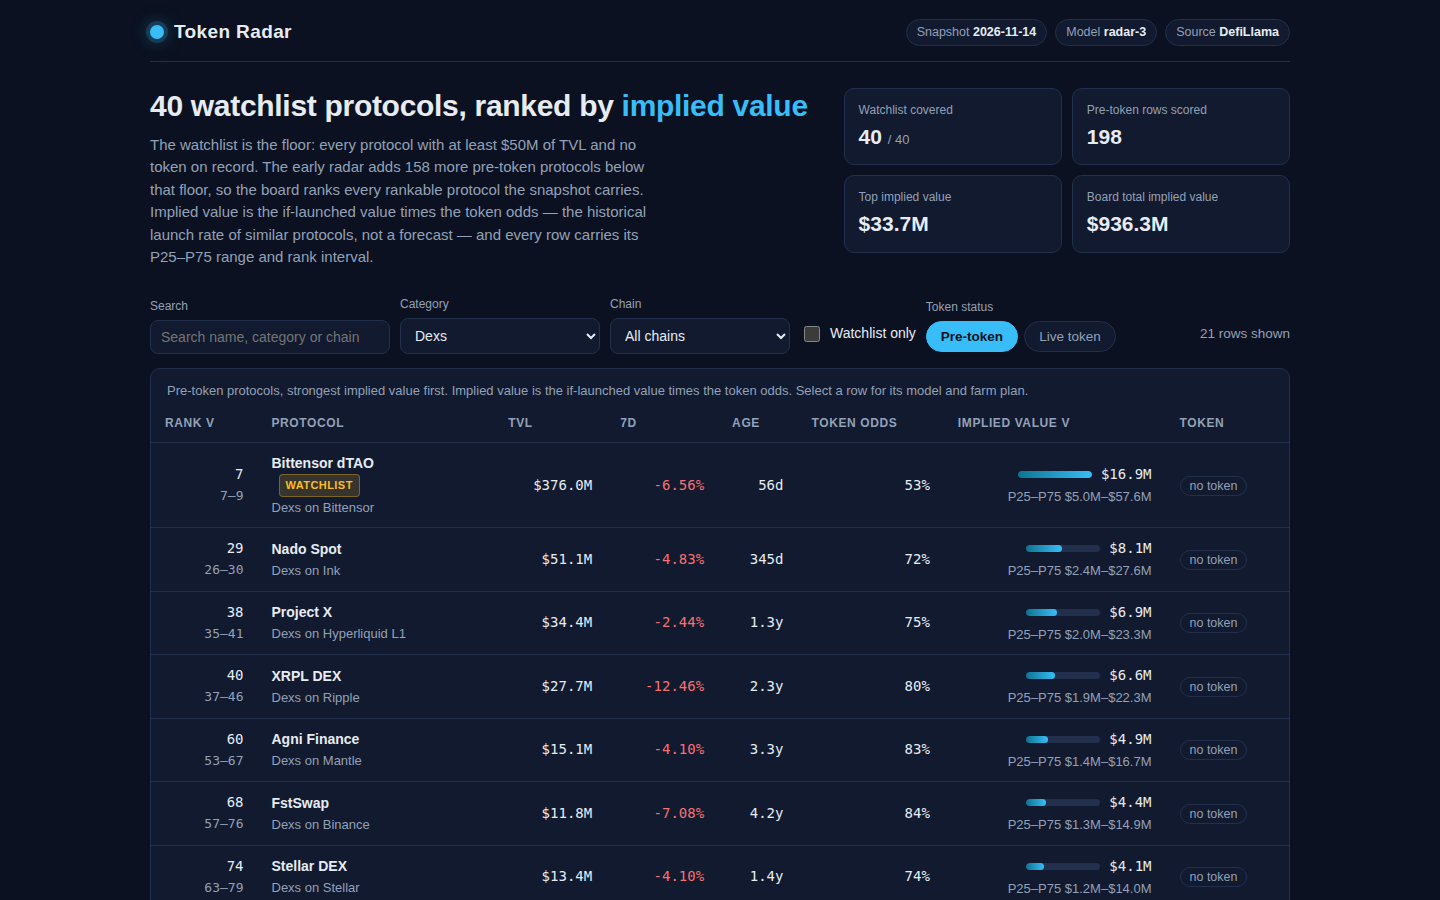 Token Radar
Snapshot 2026-11-14
Model radar-3
Source DefiLlama
40 watchlist protocols, ranked by implied value
The watchlist is the floor: every protocol with at least $50M of TVL and no
token on record. The early radar adds 158 more pre-token protocols below
that floor, so the board ranks every rankable protocol the snapshot carries.
Implied value is the if-launched value times the token odds — the historical
launch rate of similar protocols, not a forecast — and every row carries its
P25–P75 range and rank interval.
Watchlist covered
40 / 40
Pre-token rows scored
198
Top implied value
$33.7M
Board total implied value
$936.3M
Search
Search name, category or chain
Category
Dexs
Chain
All chains
Watchlist only
Token status
Pre-token
Live token
21 rows shown
Pre-token protocols, strongest implied value first. Implied value is the if-launched value times the token odds. Select a row for its model and farm plan.
RANK V PROTOCOL TVL 7D AGE TOKEN ODDS IMPLIED VALUE V TOKEN
7 Bittensor dTAO $376.0M -6.56% 56d 53% $16.9M no token
7–9 WATCHLIST P25–P75 $5.0M–$57.6M
Dexs on Bittensor
29 Nado Spot $51.1M -4.83% 345d 72% $8.1M no token
26–30 Dexs on Ink P25–P75 $2.4M–$27.6M
38 Project X $34.4M -2.44% 1.3y 75% $6.9M no token
35–41 Dexs on Hyperliquid L1 P25–P75 $2.0M–$23.3M
40 XRPL DEX $27.7M -12.46% 2.3y 80% $6.6M no token
37–46 Dexs on Ripple P25–P75 $1.9M–$22.3M
60 Agni Finance $15.1M -4.10% 3.3y 83% $4.9M no token
53–67 Dexs on Mantle P25–P75 $1.4M–$16.7M
68 FstSwap $11.8M -7.08% 4.2y 84% $4.4M no token
57–76 Dexs on Binance P25–P75 $1.3M–$14.9M
74 Stellar DEX $13.4M -4.10% 1.4y 74% $4.1M no token
63–79 Dexs on Stellar P25–P75 $1.2M–$14.0M